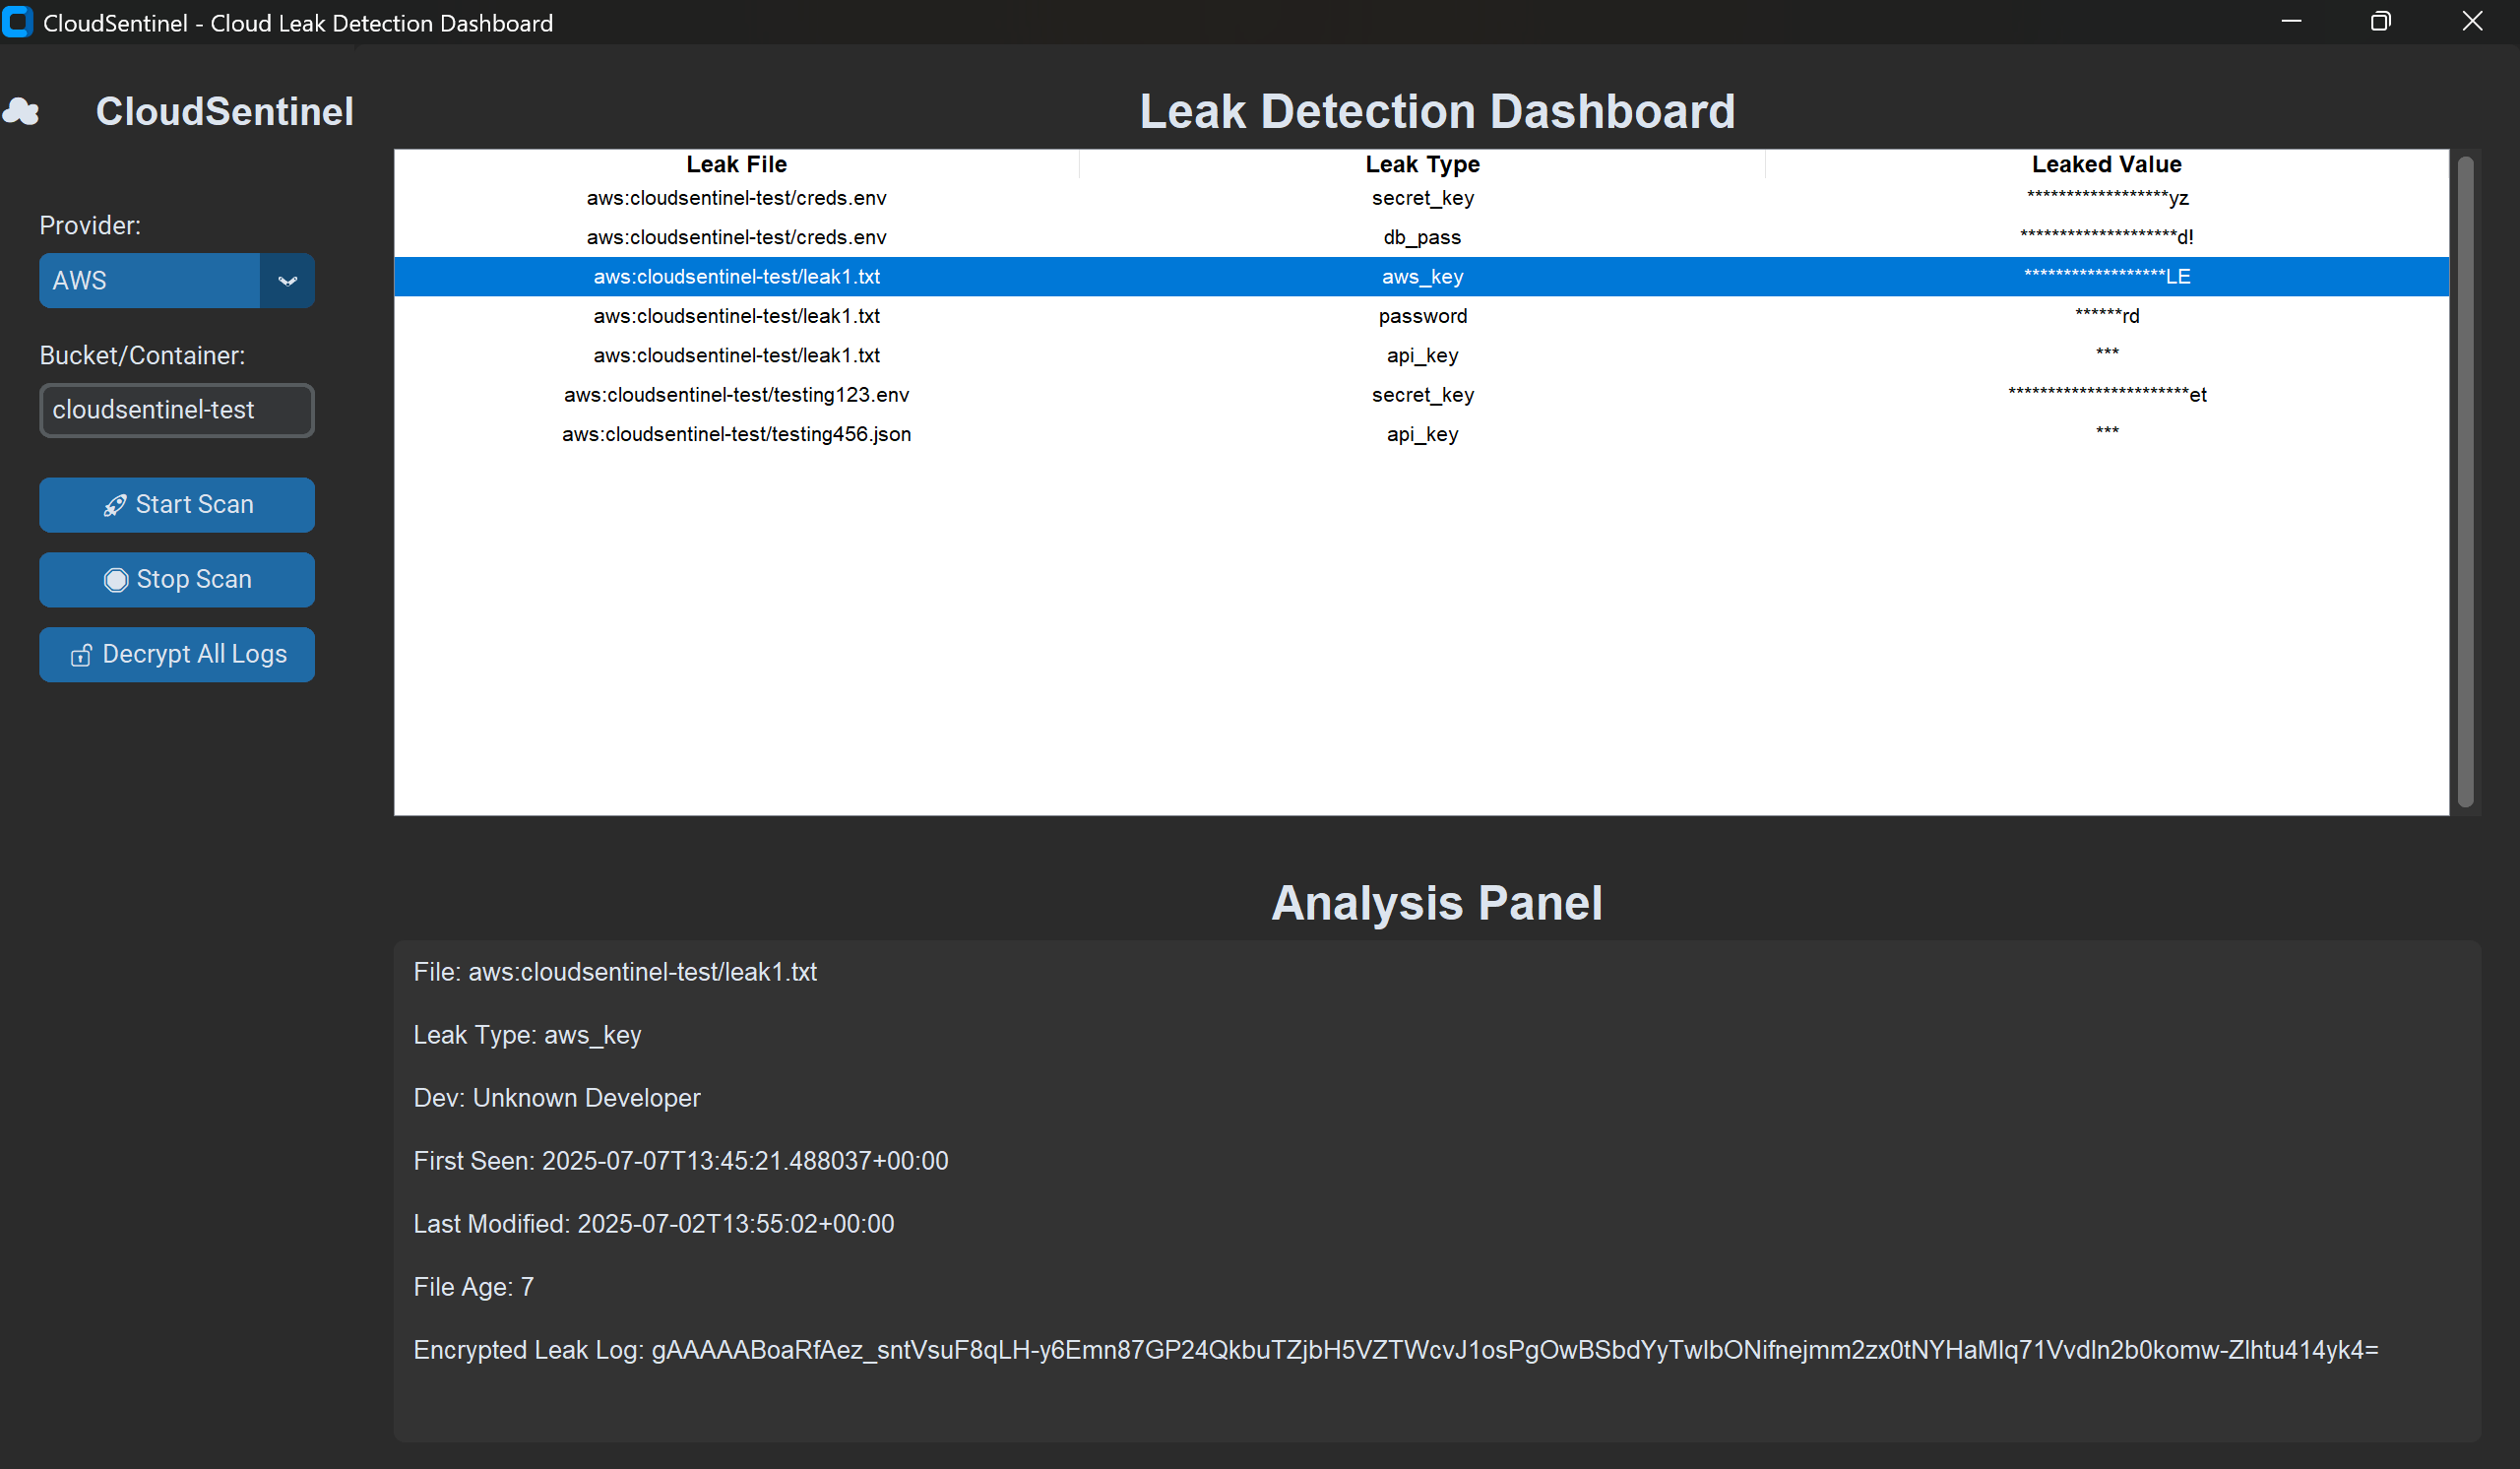 CloudSentinel - Cloud Leak Detection Dashboard
CloudSentinel
Provider:
AWS
Bucket/Container:
cloudsentinel-test
Start Scan
Stop Scan
Decrypt All Logs
Leak Detection Dashboard
Leak File Leak Type Leaked Value
aws:cloudsentinel-test/creds.env secret_key ******************yz
aws:cloudsentinel-test/creds.env db_pass ********************d!
aws:cloudsentinel-test/leak1.txt aws_key ******************LE
aws:cloudsentinel-test/leak1.txt password ******rd
aws:cloudsentinel-test/leak1.txt api_key ***
aws:cloudsentinel-test/testing123.env secret_key ***********************et
aws:cloudsentinel-test/testing456.json api_key ***
Analysis Panel
File: aws:cloudsentinel-test/leak1.txt
Leak Type: aws_key
Dev: Unknown Developer
First Seen: 2025-07-07T13:45:21.488037+00:00
Last Modified: 2025-07-02T13:55:02+00:00
File Age: 7
Encrypted Leak Log: gAAAAABoaRfAez_sntVsuF8qLH-y6Emn87GP24QkbuTZjbH5VZTWcvJ1osPgOwBSbdYyTwIbONifnejmm2zx0tNYHaMIq71Vvdln2b0komw-Zlhtu414yk4=